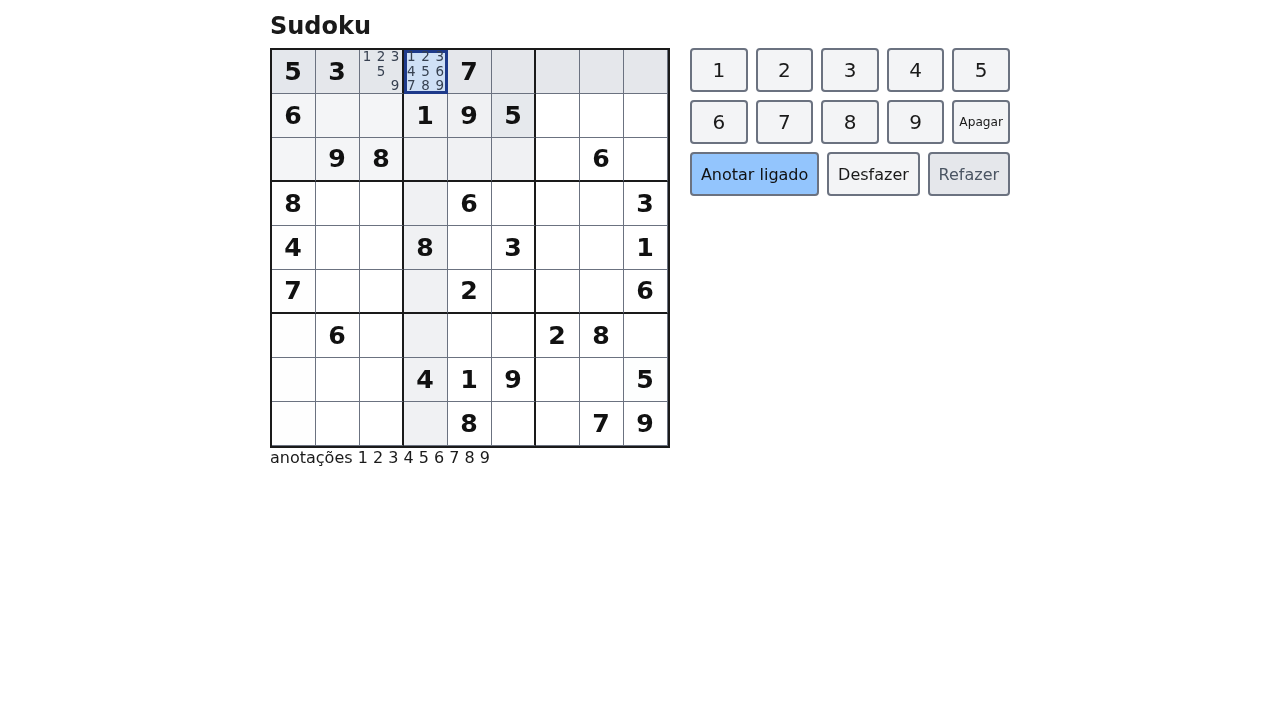 Sudoku
5 3 1 2 3 5 9 1 2 3 4 5 6 7 8 9 7
6 1 9 5
9 8 6
8 6 3
4 8 3 1
7 2 6
6 2 8
4 1 9 5
8 7 9
anotações 1 2 3 4 5 6 7 8 9
1 2 3 4 5
6 7 8 9 Apagar
Anotar ligado Desfazer Refazer